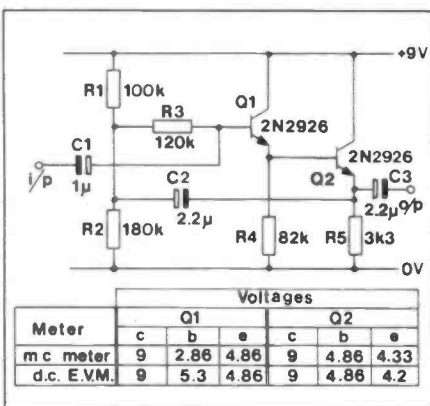 +9V
R1 100k
R3
120k
Q1
2N2926
2N2926
Q2
C1
1µ
i/p
C2
2.2µ
C3
2.2µ o/p
R2 180k
R4 82k
R5 3k3
0V
Voltages
Meter Q1 Q2
c b e c b e
m c meter 9 2.86 4.86 9 4.86 4.33
d.c. E.V.M. 9 5.3 4.86 9 4.86 4.2